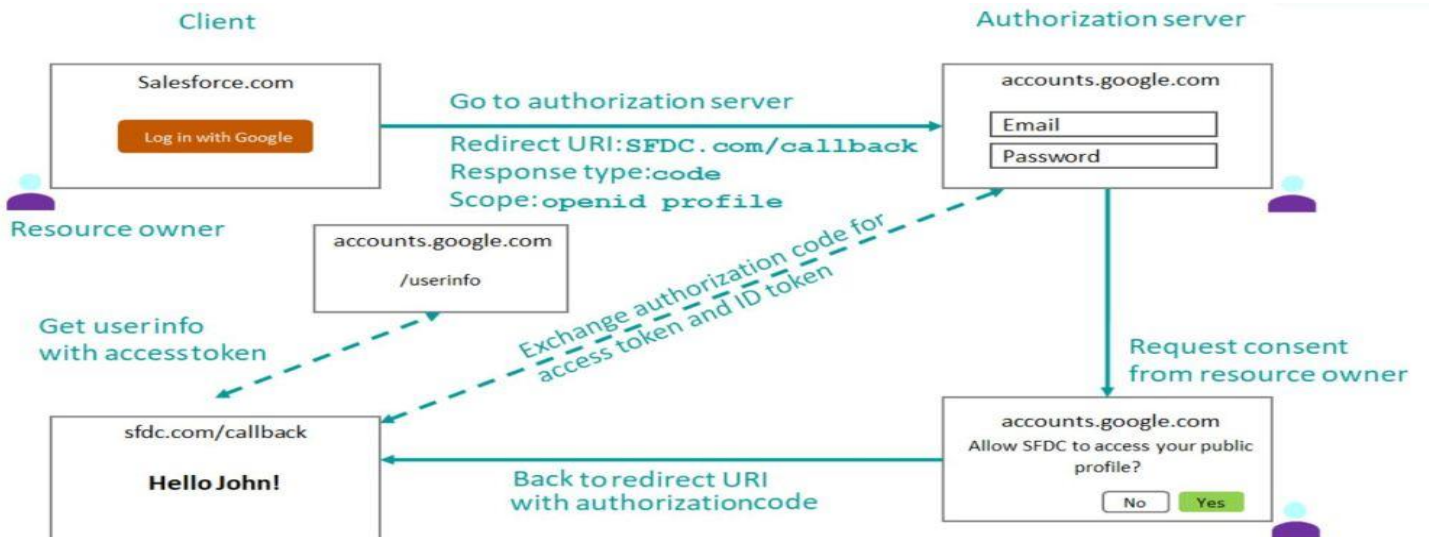 Client
Authorization server
Salesforce.com
Log in with Google
Go to authorization server
Redirect URI:SFDC.com/callback
Response type:code
Scope:openid profile
accounts.google.com
Email
Password
Resource owner
accounts.google.com
/userinfo
Exchange authorization code for
access token and ID token
Get userinfo
with access token
Request consent
from resource owner
sfdc.com/callback
Hello John!
Back to redirect URI
with authorizationcode
accounts.google.com
Allow SFDC to access your public
profile?
No
Yes